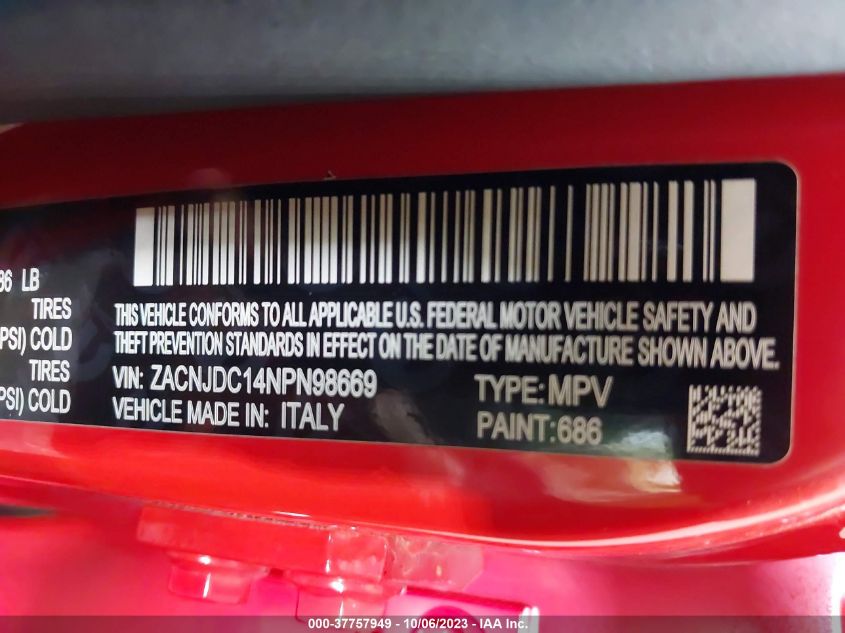 86 LB
TIRES
PSI) COLD
TIRES
PSI) COLD
THIS VEHICLE CONFORMS TO ALL APPLICABLE U.S. FEDERAL MOTOR VEHICLE SAFETY AND
THEFT PREVENTION STANDARDS IN EFFECT ON THE DATE OF MANUFACTURE SHOWN ABOVE.
VIN: ZACNJDC14NPN98669
TYPE: MPV
VEHICLE MADE IN: ITALY
PAINT: 686
000-37757949 - 10/06/2023 - IAA Inc.